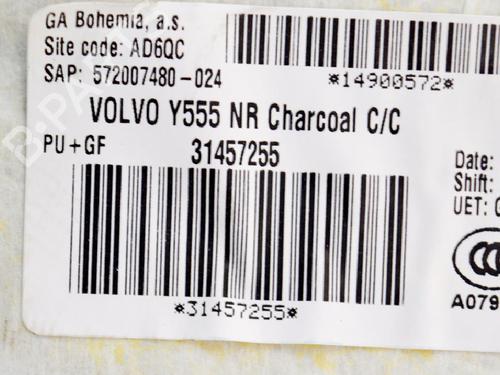 GA Bohemia, a.s.
Site code: AD6QC
SAP: 572007480-024
*14900572*
VOLVO Y555 NR Charcoal C/C
PU+GF 31457255
Date:
Shift:
UET:
*31457255*
A079
B-PARTS